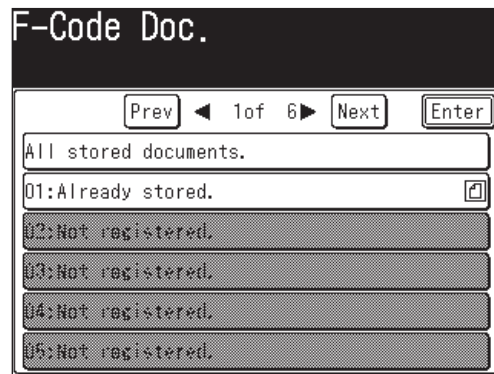 F-Code Doc.
Prev ◀ 1of 6▶ Next Enter
All stored documents.
01:Already stored.
02:Not registered.
03:Not registered.
04:Not registered.
05:Not registered.